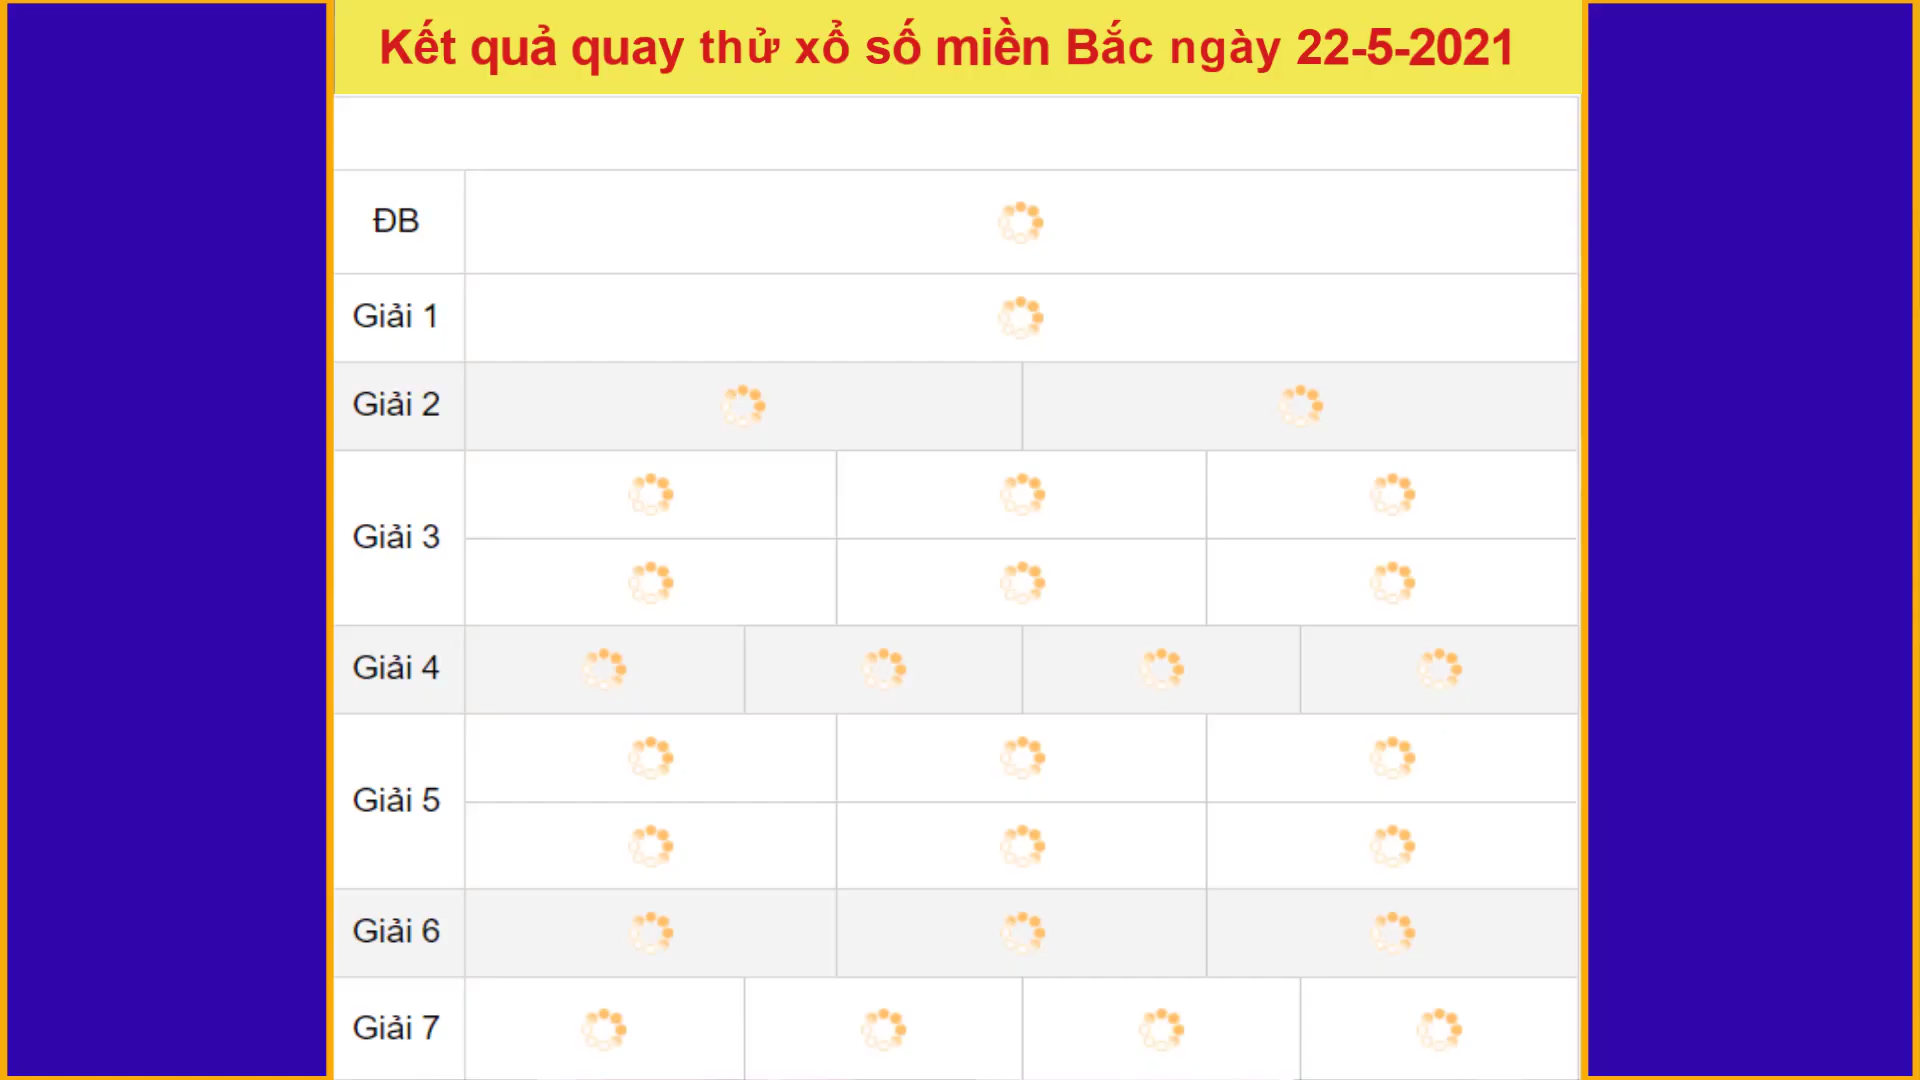 Kết quả quay thử xổ số miền Bắc ngày 22-5-2021
ĐB
Giải 1
Giải 2
Giải 3
Giải 4
Giải 5
Giải 6
Giải 7